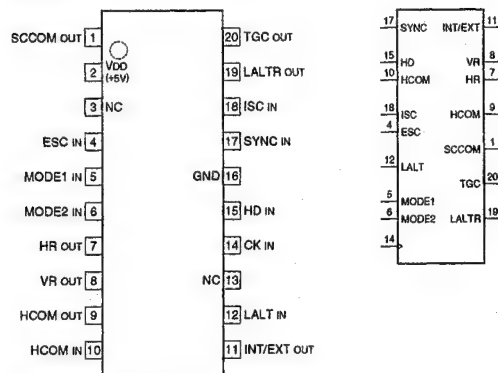 SCCOM OUT 1
2 VDD (+5V)
3 NC
ESC IN 4
MODE1 IN 5
MODE2 IN 6
HR OUT 7
VR OUT 8
HCOM OUT 9
HCOM IN 10
20 TGC OUT
19 LALTR OUT
18 ISC IN
17 SYNC IN
GND 16
15 HD IN
14 CK IN
NC 13
12 LALT IN
11 INT/EXT OUT
17 SYNC INT/EXT 11
15 HD VR 8
10 HCOM HR 7
18 ISC HCOM 9
4 ESC
SCCOM 1
12 LALT
TGC 20
5 MODE1
6 MODE2 LALTR 19
14